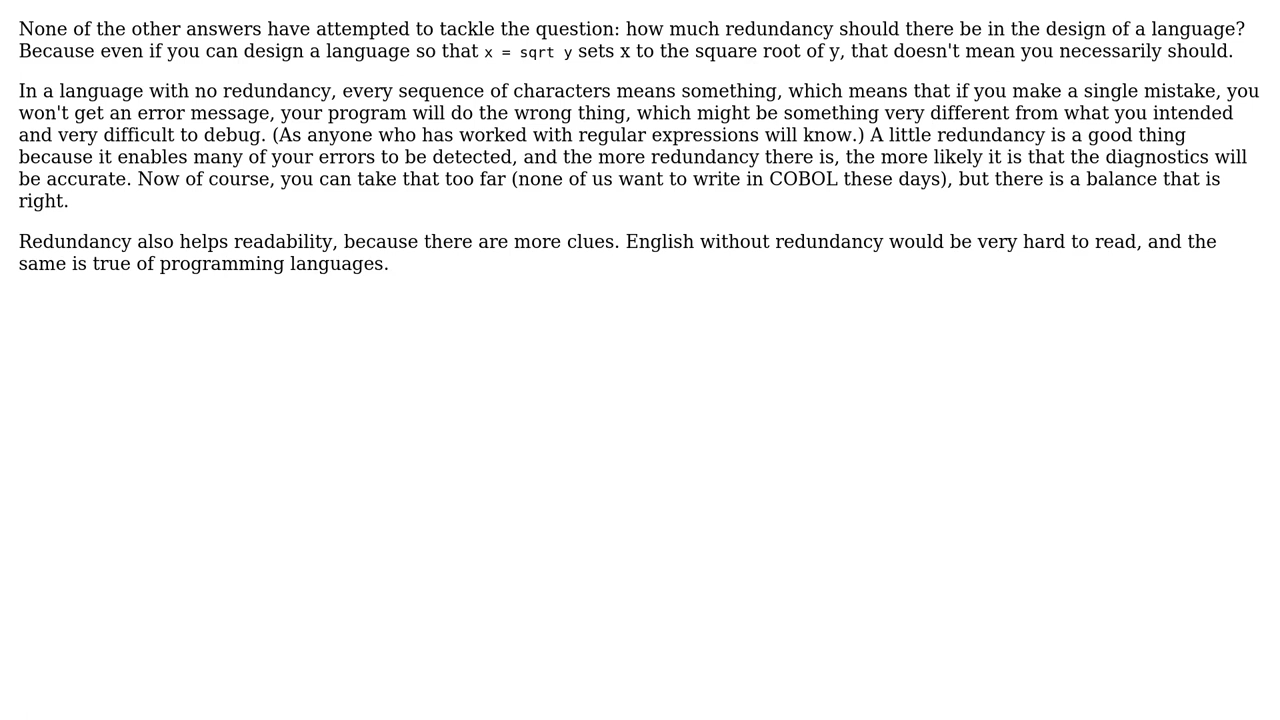 None of the other answers have attempted to tackle the question: how much redundancy should there be in the design of a language?
Because even if you can design a language so that x = sqrt y sets x to the square root of y, that doesn't mean you necessarily should.
In a language with no redundancy, every sequence of characters means something, which means that if you make a single mistake, you
won't get an error message, your program will do the wrong thing, which might be something very different from what you intended
and very difficult to debug. (As anyone who has worked with regular expressions will know.) A little redundancy is a good thing
because it enables many of your errors to be detected, and the more redundancy there is, the more likely it is that the diagnostics will
be accurate. Now of course, you can take that too far (none of us want to write in COBOL these days), but there is a balance that is
right.
Redundancy also helps readability, because there are more clues. English without redundancy would be very hard to read, and the
same is true of programming languages.